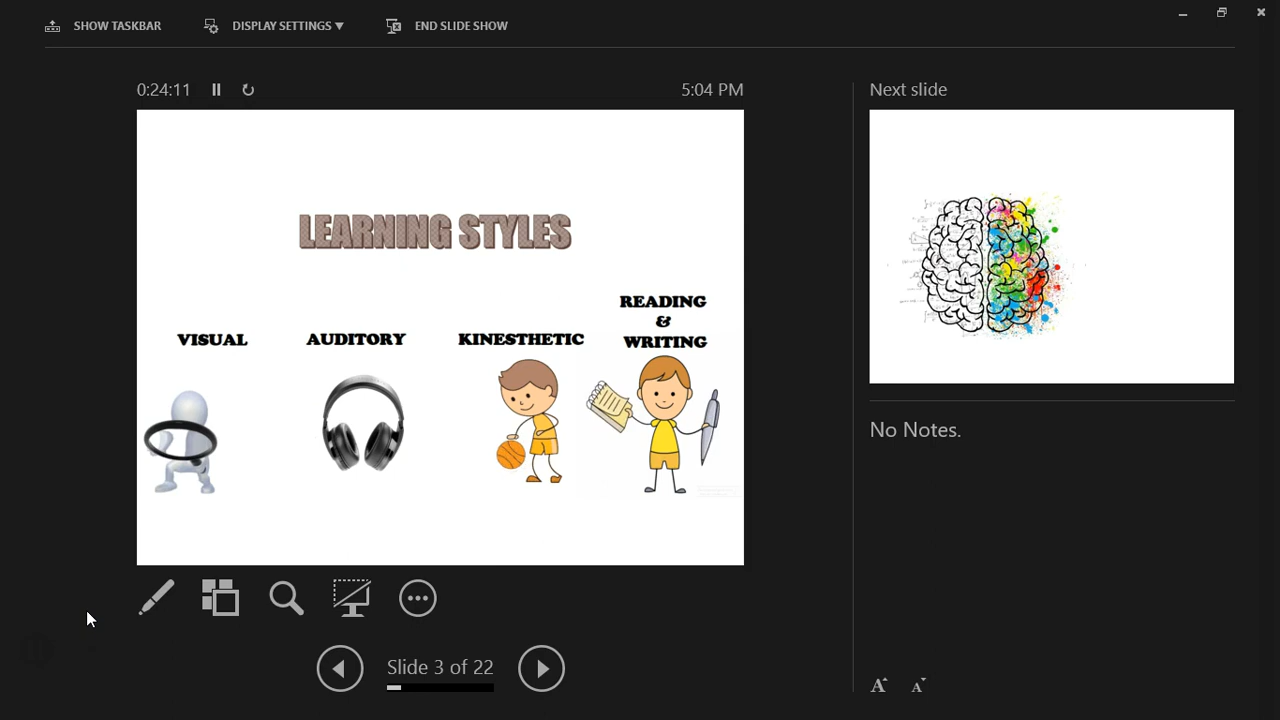 SHOW TASKBAR
DISPLAY SETTINGS ▼
END SLIDE SHOW
0:24:11
5:04 PM
Next slide
LEARNING STYLES
VISUAL
AUDITORY
KINESTHETIC
READING
&
WRITING
No Notes.
Slide 3 of 22
A
A